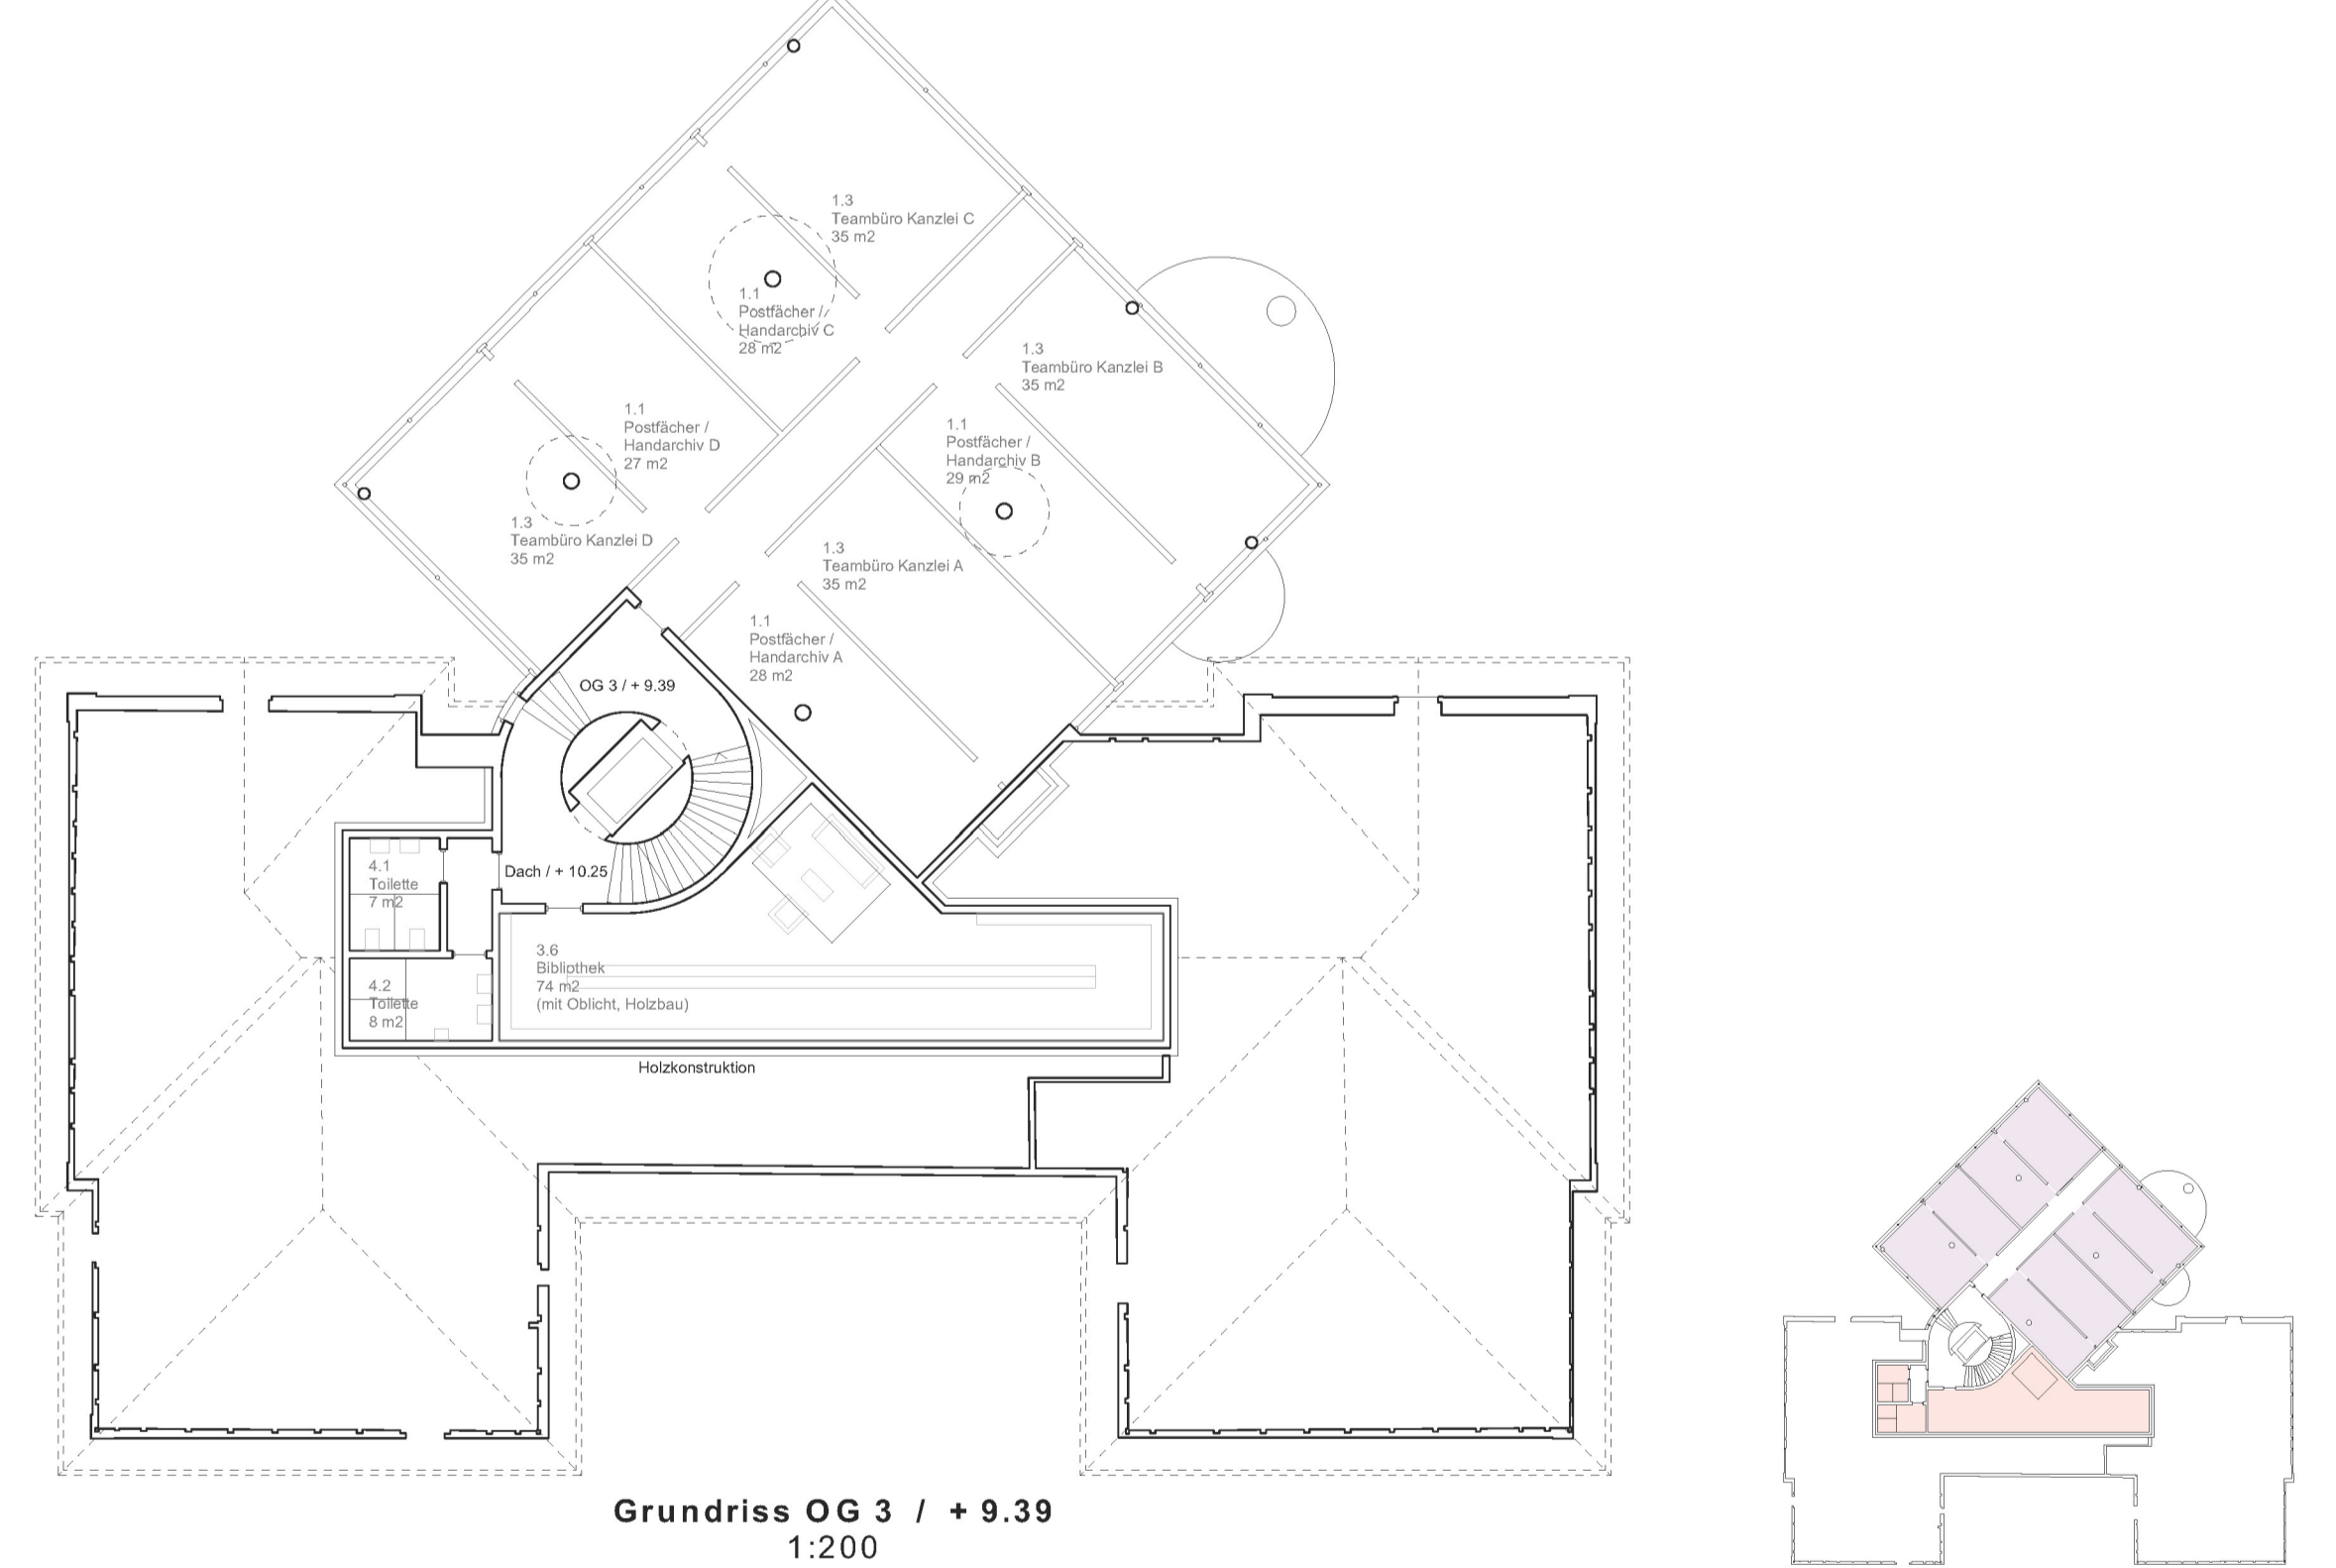 1.3
Teambüro Kanzlei C
35 m2
1.1
Postfächer /
Handarchiv C
28 m2
1.3
Teambüro Kanzlei B
35 m2
1.1
Postfächer /
Handarchiv D
27 m2
1.1
Postfächer /
Handarchiv B
29 m2
1.3
Teambüro Kanzlei D
35 m2
1.3
Teambüro Kanzlei A
35 m2
1.1
Postfächer /
Handarchiv A
28 m2
OG 3 / + 9.39
4.1
Toilette
7 m2
Dach / + 10.25
3.6
Bibliothek
74 m2
(mit Oblicht, Holzbau)
4.2
Toilette
8 m2
Holzkonstruktion
Grundriss OG 3 / + 9.39
1:200